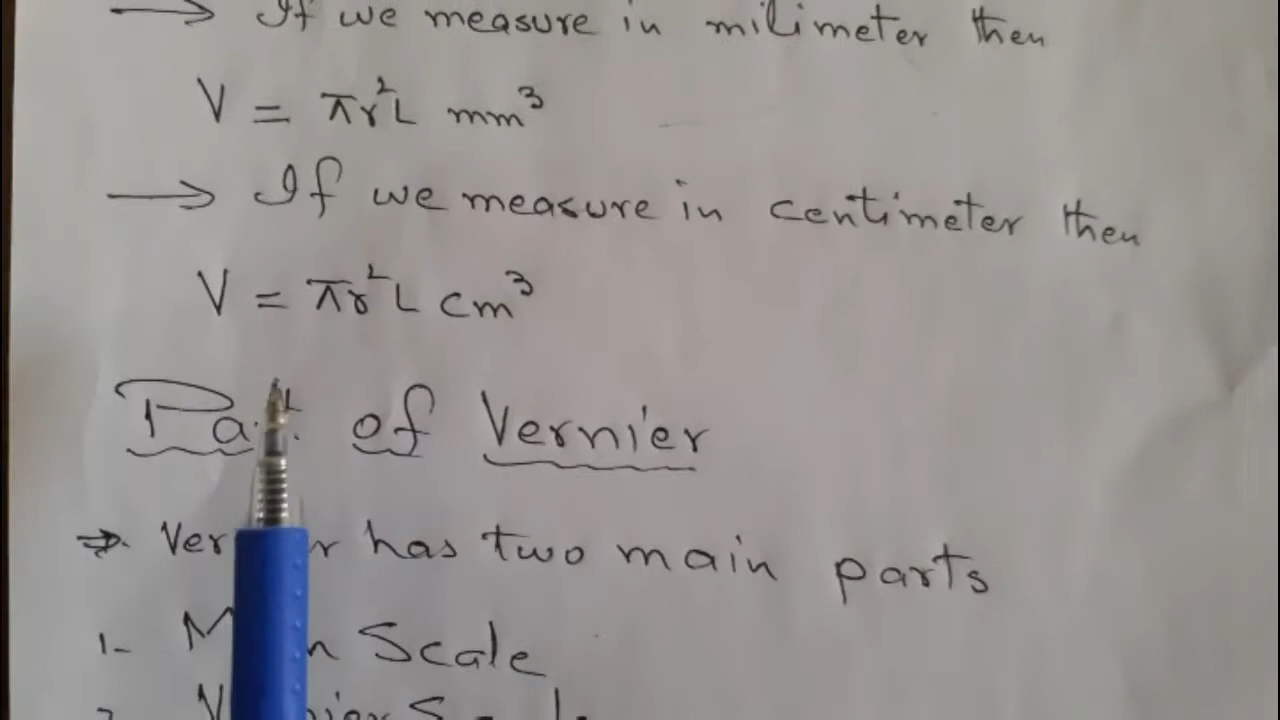 → If we measure in milimeter then
V = πr²L mm³
→ If we measure in centimeter then
V = πr²L cm³
of Vernier
⇒ has two main parts
1- Scale